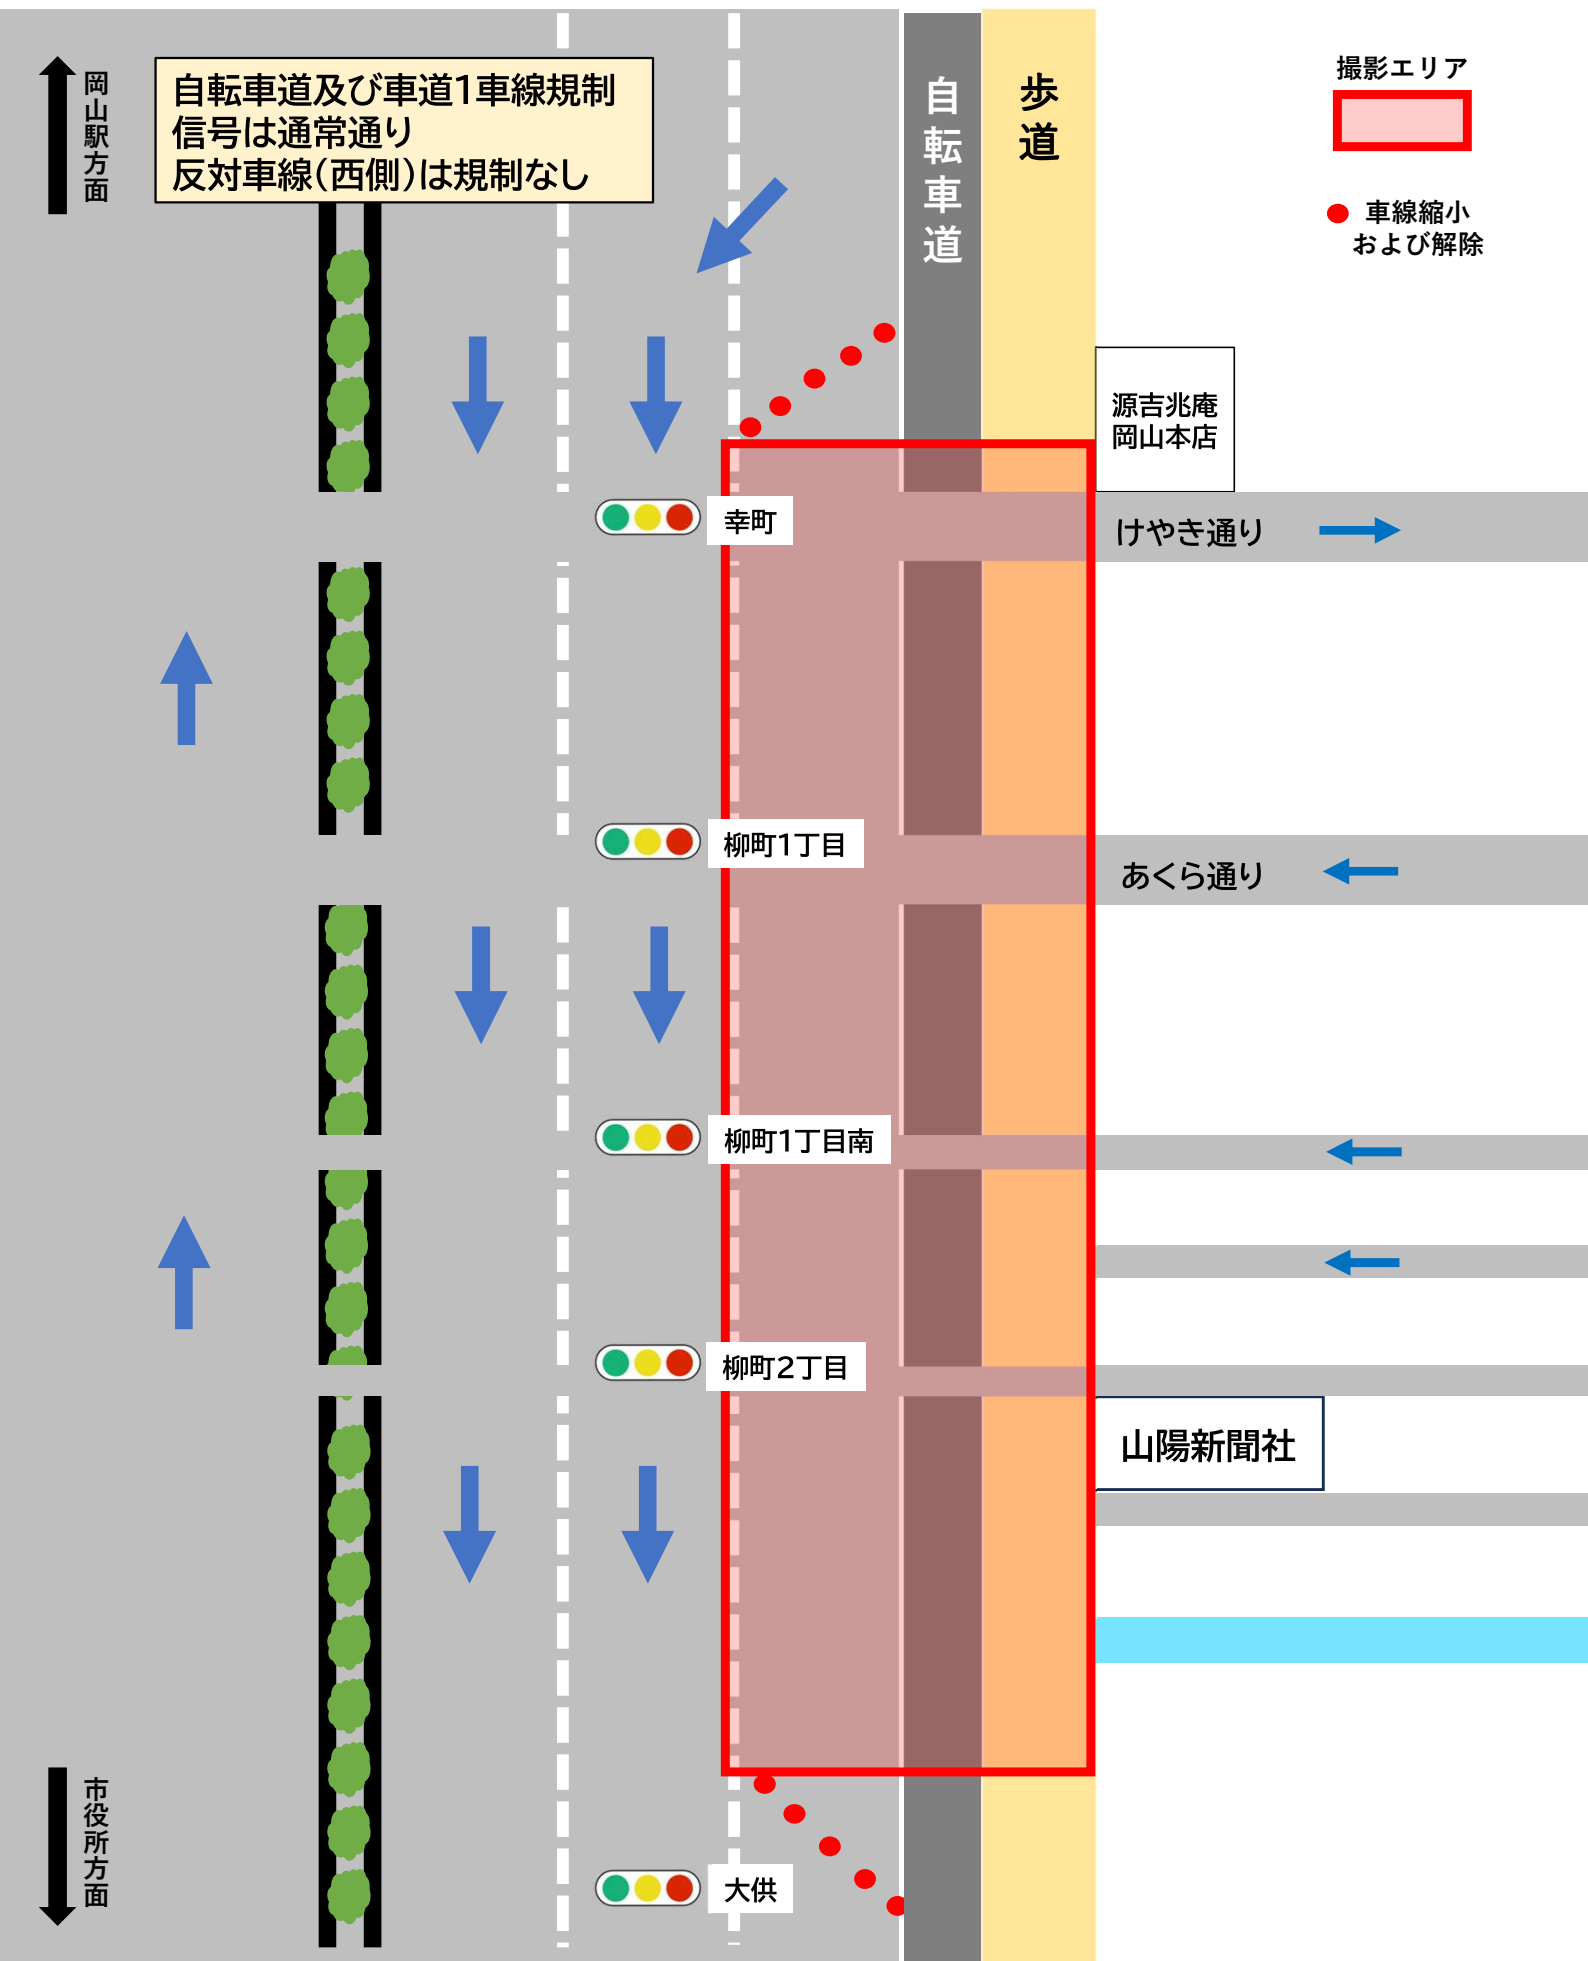 岡山駅方面
自転車道及び車道1車線規制
信号は通常通り
反対車線(西側)は規制なし
自転車道
歩道
撮影エリア
車線縮小
および解除
源吉兆庵
岡山本店
幸町
けやき通り
柳町1丁目
あくら通り
柳町1丁目南
柳町2丁目
山陽新聞社
市役所方面
大供